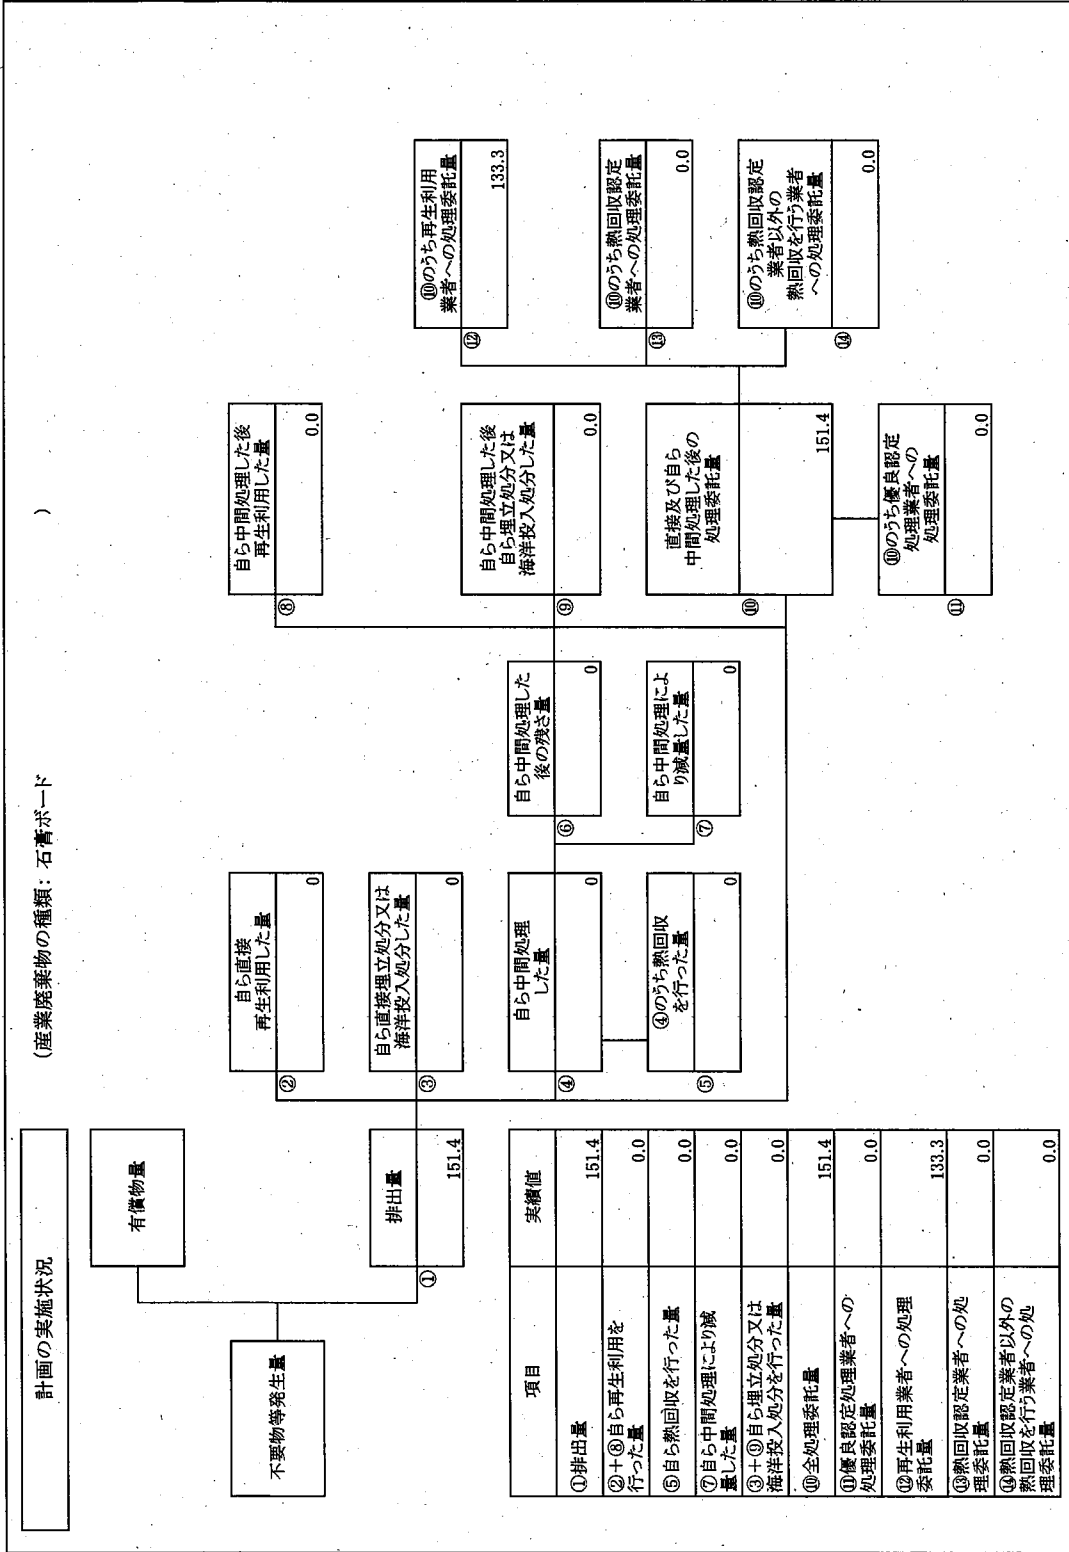 計画の実施状況
(産業廃棄物の種類: 石膏ボード
)
不要物等発生量
有償物量
①
排出量
151.4
②
自ら直接
再生利用した量
0
③
自ら直接埋立処分又は
海洋投入処分した量
0
④
自ら中間処理
した量
0
⑤
④のうち熱回収
を行った量
0
⑥
自ら中間処理した
後の残さ量
0
⑦
自ら中間処理によ
り減量した量
0
⑧
自ら中間処理した後
再生利用した量
0.0
⑨
自ら中間処理した後
自ら埋立処分又は
海洋投入処分した量
0.0
⑩
直接及び自ら
中間処理した後の
処理委託量
151.4
⑪
⑩のうち優良認定
処理業者への
処理委託量
0.0
⑫
⑩のうち再生利用
業者への処理委託量
133.3
⑬
⑩のうち熱回収認定
業者への処理委託量
0.0
⑭
⑩のうち熱回収認定
業者以外の
熱回収を行う業者
への処理委託量
0.0
項目 実績値
①排出量 151.4
②+⑧自ら再生利用を
行った量 0.0
⑤自ら熱回収を行った量 0.0
⑦自ら中間処理により減
量した量 0.0
③+⑨自ら埋立処分又は
海洋投入処分を行った量 0.0
⑩全処理委託量 151.4
⑪優良認定処理業者への
処理委託量 0.0
⑫再生利用業者への処理
委託量 133.3
⑬熱回収認定業者への処
理委託量 0.0
⑭熱回収認定業者以外の
熱回収を行う業者への処
理委託量 0.0